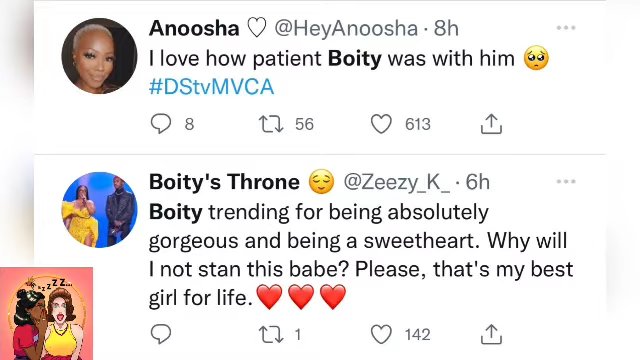 Anoosha ♡ @HeyAnoosha · 8h
I love how patient Boity was with him 🥺
#DStvMVCA
8 56 613
Boity's Throne 😌 @Zeezy_K_ · 6h
Boity trending for being absolutely
gorgeous and being a sweetheart. Why will
I not stan this babe? Please, that's my best
girl for life.❤️❤️❤️
1 142
zzZZZ...